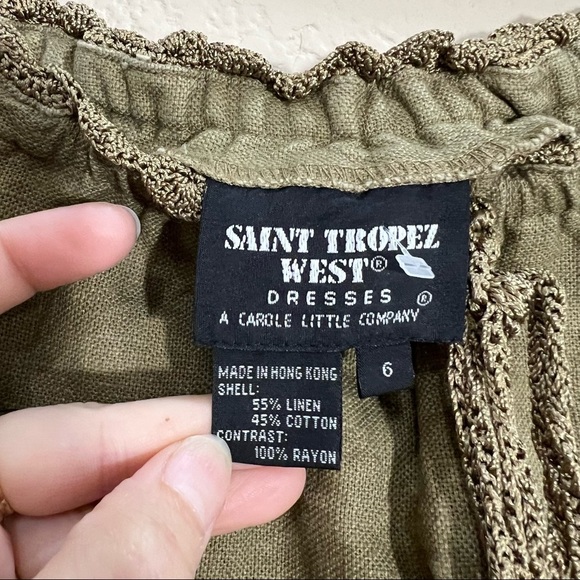 SAINT TROPEZ
WEST®
DRESSES ®
A CAROLE LITTLE COMPANY
6
MADE IN HONG KONG
SHELL:
55% LINEN
45% COTTON
CONTRAST:
100% RAYON